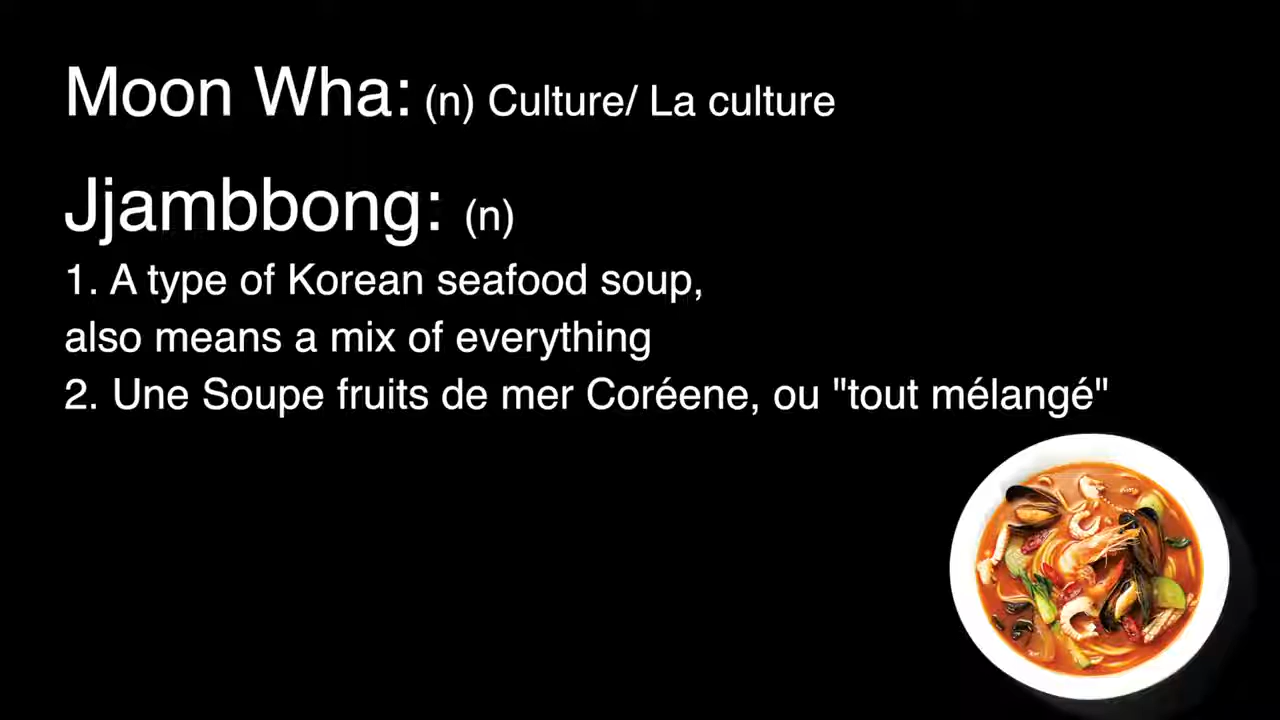 Moon Wha: (n) Culture/ La culture
Jjambbong: (n)
1. A type of Korean seafood soup,
also means a mix of everything
2. Une Soupe fruits de mer Coréene, ou "tout mélangé"